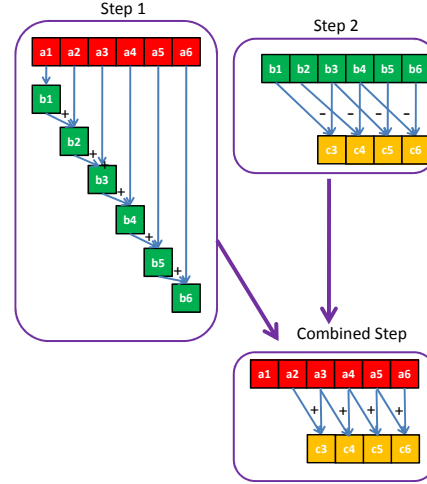 Step 1
a1 a2 a3 a4 a5 a6
b1
+
b2
+
+
b3
+
b4
+
b5
+
b6
Step 2
b1 b2 b3 b4 b5 b6
- - - -
c3 c4 c5 c6
Combined Step
a1 a2 a3 a4 a5 a6
+ + + +
c3 c4 c5 c6